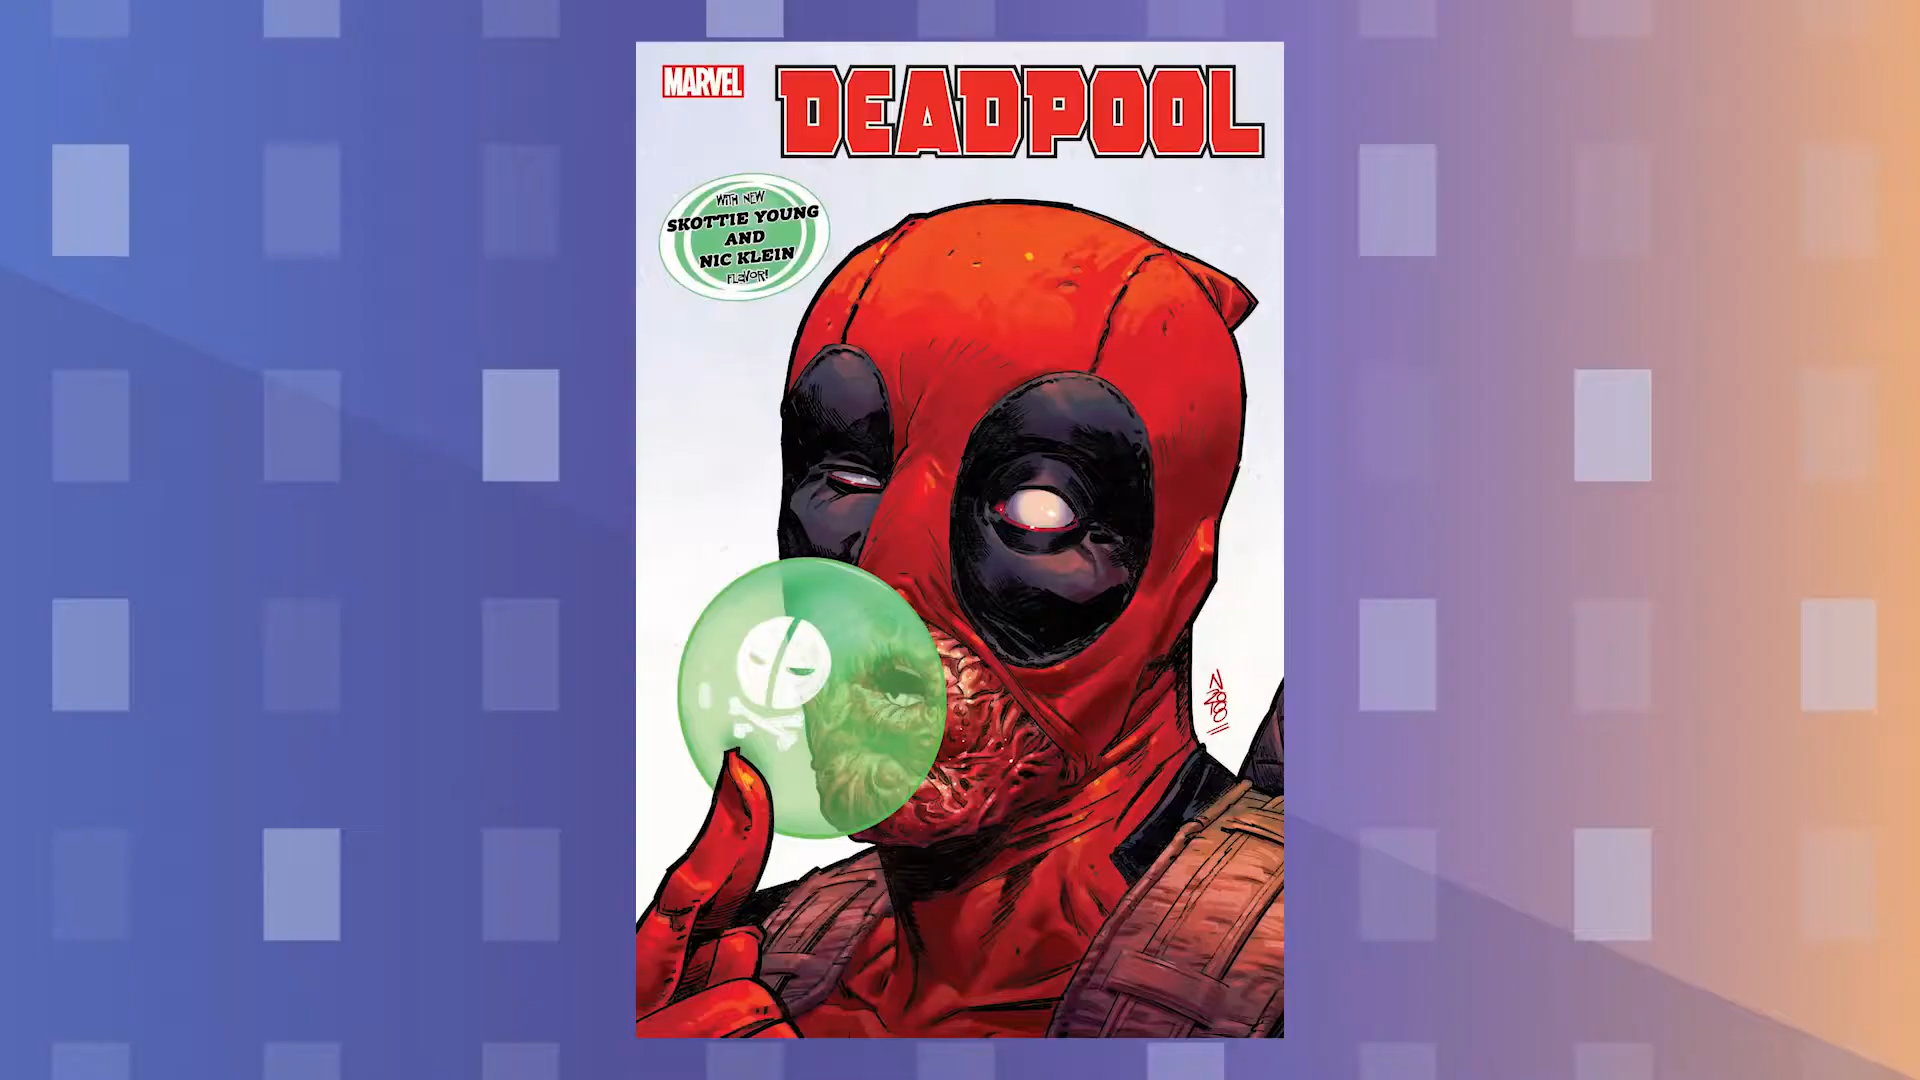 MARVEL
DEADPOOL
WITH NEW
SKOTTIE YOUNG
AND
NIC KLEIN
FLAVOR!